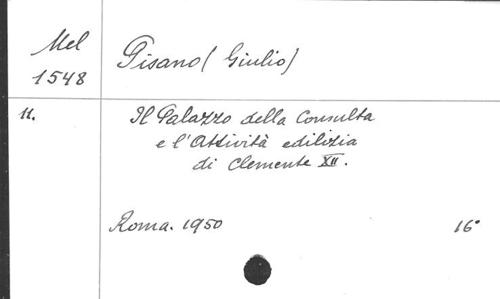 Mel
1548
Pisano (Giulio)
11.
Il Palazzo della Consulta
e l'Attività edilizia
di Clemente XII.
Roma. 1950
16°